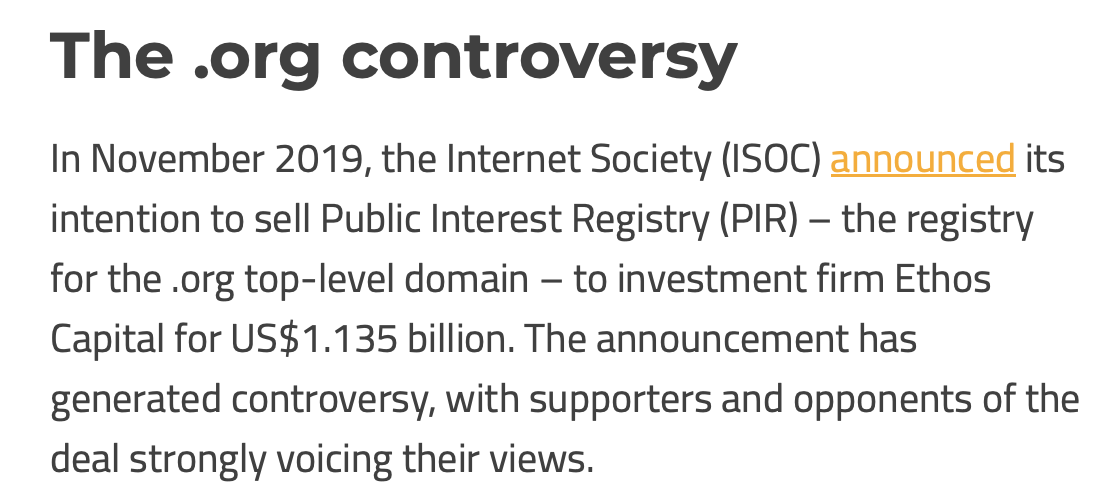 The .org controversy
In November 2019, the Internet Society (ISOC) announced its
intention to sell Public Interest Registry (PIR) – the registry
for the .org top-level domain – to investment firm Ethos
Capital for US$1.135 billion. The announcement has
generated controversy, with supporters and opponents of the
deal strongly voicing their views.